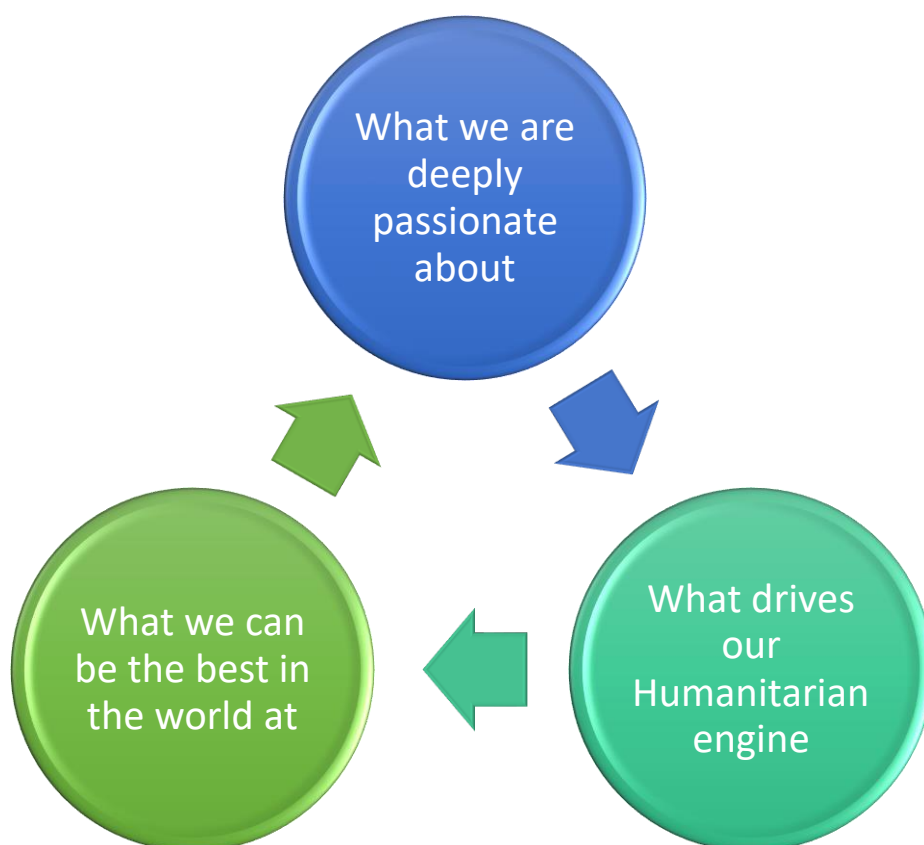 What we are
deeply
passionate
about
What drives
our
Humanitarian
engine
What we can
be the best in
the world at